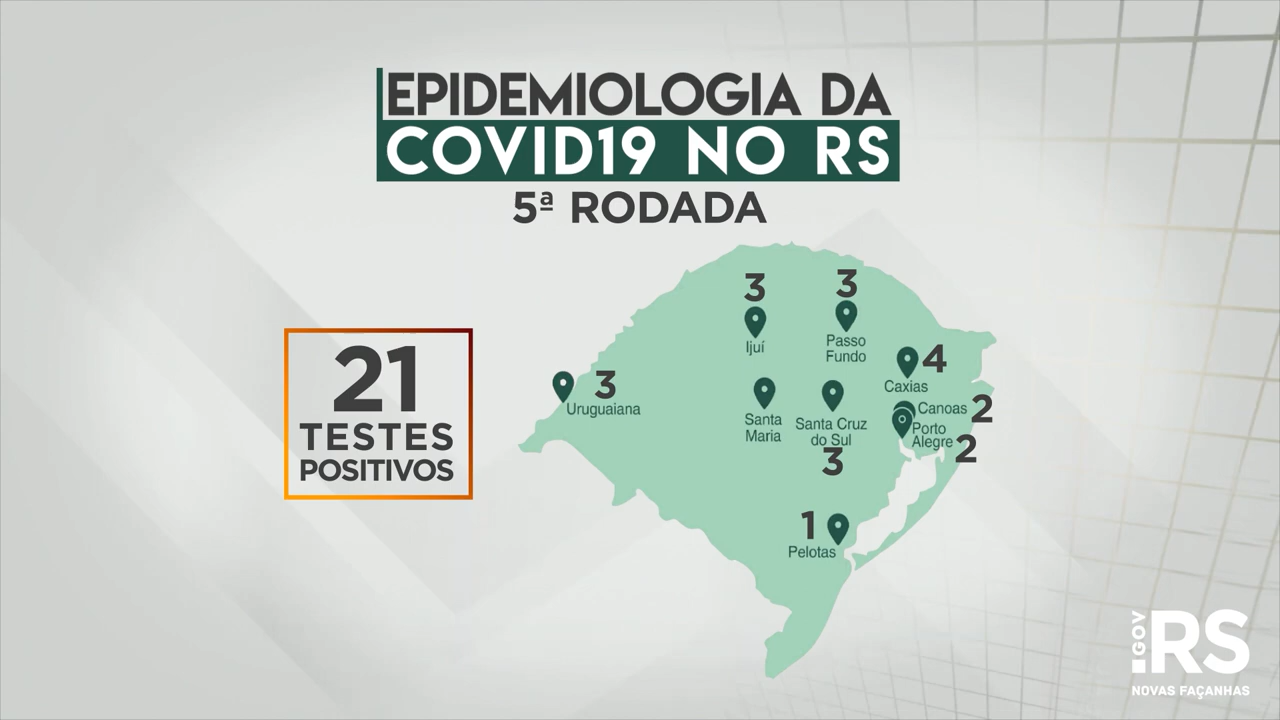 EPIDEMIOLOGIA DA
COVID19 NO RS
5ª RODADA
21
TESTES
POSITIVOS
3
Ijuí
3
Passo
Fundo
4
Caxias
3
Uruguaiana
Santa
Maria
Santa Cruz
do Sul
3
Canoas 2
Porto
Alegre 2
1
Pelotas
.GOV
RS
NOVAS FAÇANHAS